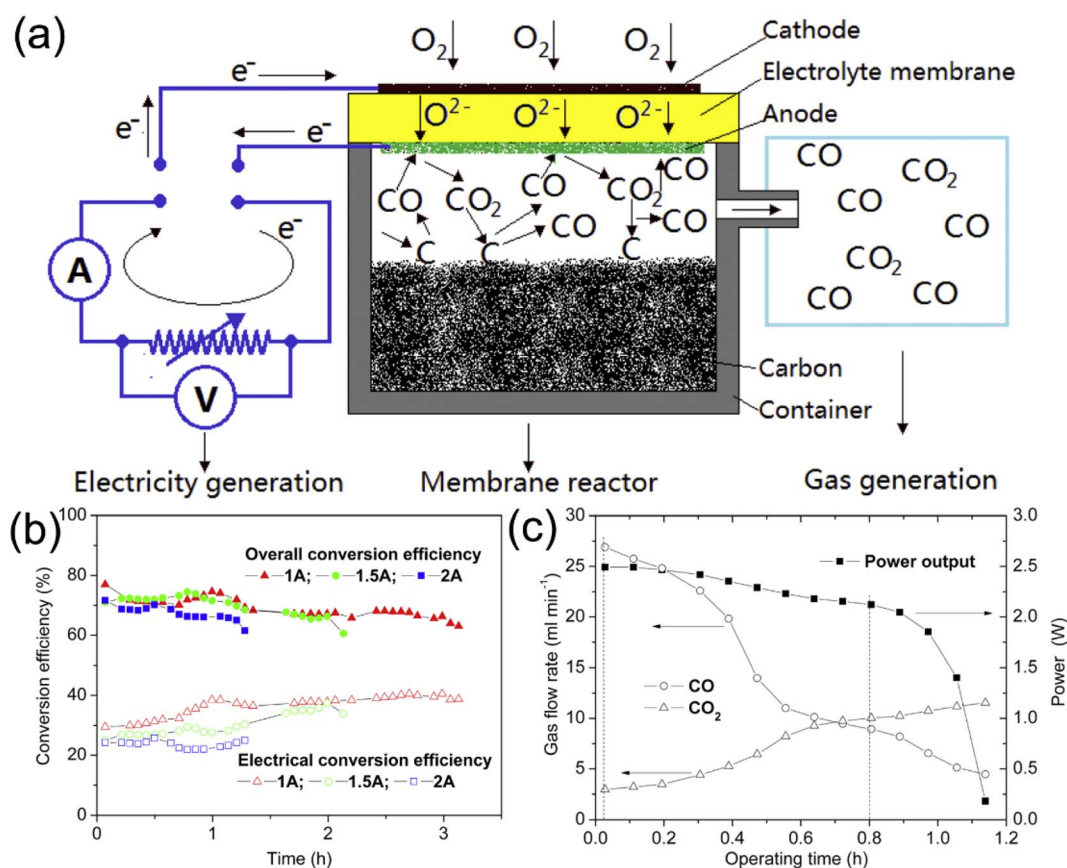 (a)
O2 O2 O2
Cathode
Electrolyte membrane
Anode
e-
e-
e-
e-
O2- O2- O2-
CO CO2 CO CO2 CO
CO CO
C C C
CO
CO2
CO
CO
CO2
CO
CO
A
e-
V
Carbon
Container
Electricity generation
Membrane reactor
Gas generation
(b)
Conversion efficiency (%)
100
80
60
40
20
0
Overall conversion efficiency
1A; 1.5A; 2A
Electrical conversion efficiency
1A; 1.5A; 2A
0 1 2 3
Time (h)
(c)
Gas flow rate (ml min-1)
30
25
20
15
10
5
0
Power output
CO
CO2
3.0
2.5
2.0
1.5
1.0
0.5
0.0
Power (W)
0.0 0.2 0.4 0.6 0.8 1.0 1.2
Operating time (h)